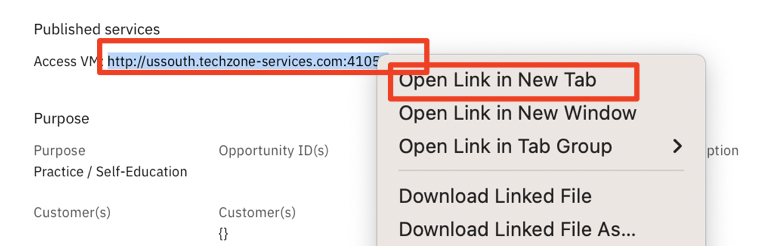 Published services
Access VM: http://ussouth.techzone-services.com:4105
Open Link in New Tab
Purpose
Open Link in New Window
Purpose
Opportunity ID(s)
Open Link in Tab Group
ption
Practice / Self-Education
Download Linked File
Customer(s)
Customer(s)
Download Linked File As...
{}